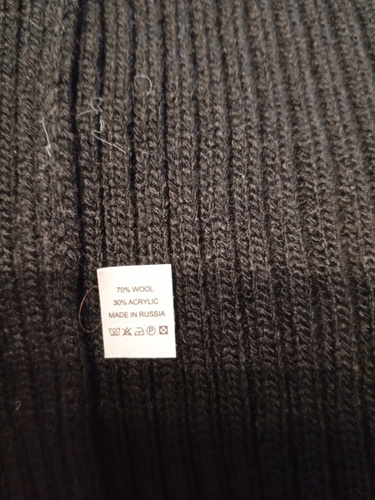 70% WOOL
30% ACRYLIC
MADE IN RUSSIA